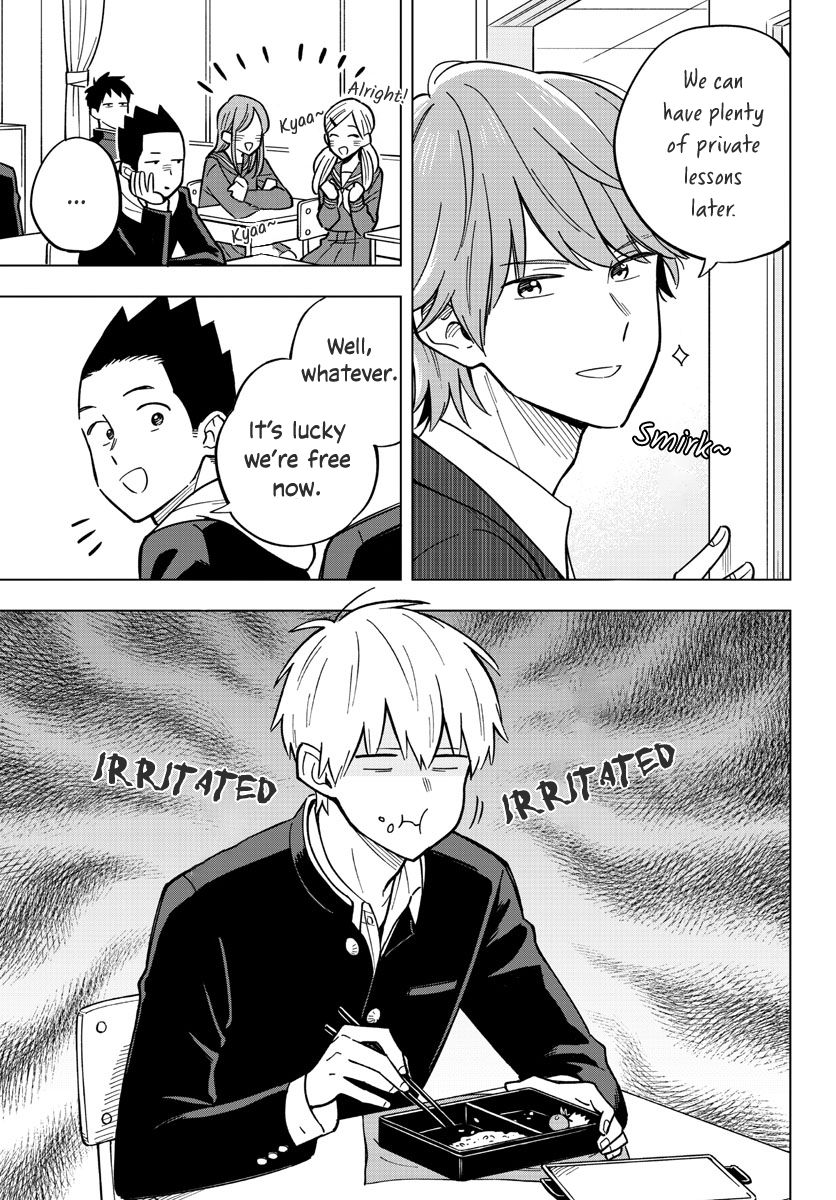 We can
have plenty
of private
lessons
later.
Smirk~
Alright!
Kyaa~
Kyaa~
...
Well,
whatever.
It's lucky
we're free
now.
IRRITATED
IRRITATED